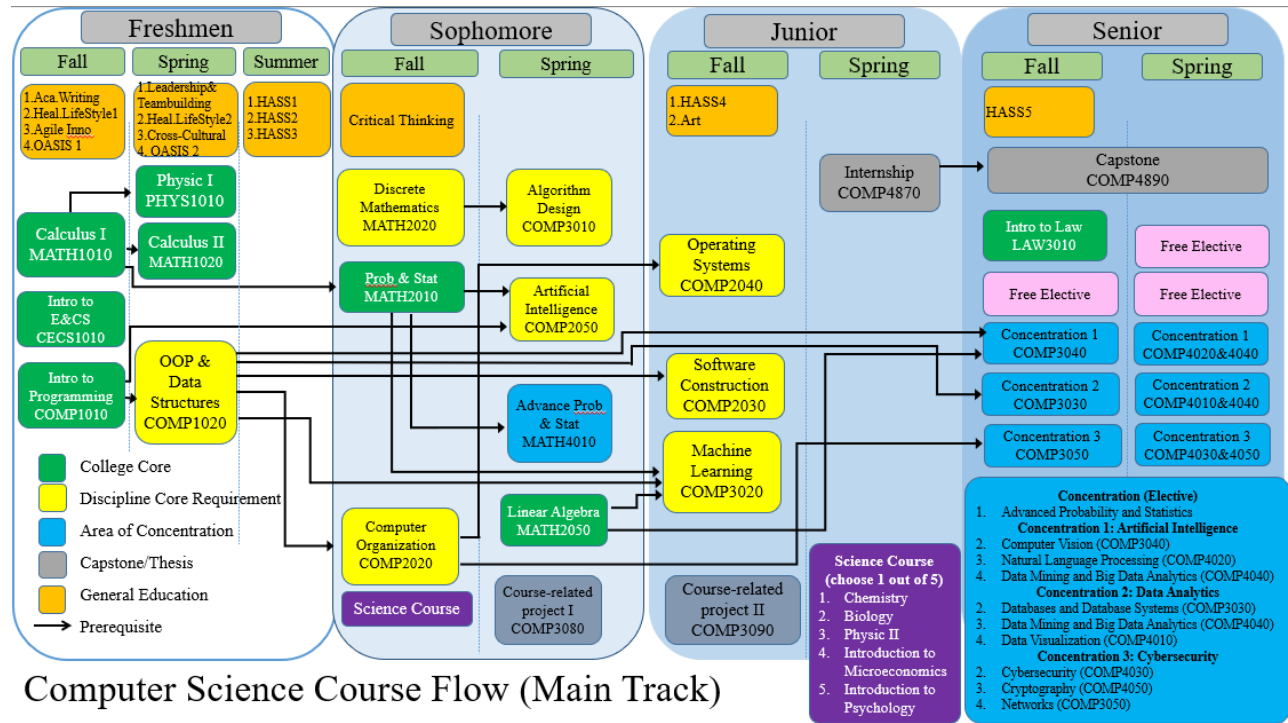 Freshmen
Fall
Spring
Summer
1.Aca.Writing
2.Heal.LifeStyle1
3.Agile Inno
4.OASIS 1
1.Leadership&
Teambuilding
2.Heal.LifeStyle2
3.Cross-Cultural
4. OASIS 2
1.HASS1
2.HASS2
3.HASS3
Physic I
PHYS1010
Calculus I
MATH1010
Calculus II
MATH1020
Intro to
E&CS
CECS1010
Intro to
Programming
COMP1010
OOP &
Data
Structures
COMP1020
College Core
Discipline Core Requirement
Area of Concentration
Capstone/Thesis
General Education
Prerequisite
Sophomore
Fall
Spring
Critical Thinking
Discrete
Mathematics
MATH2020
Algorithm
Design
COMP3010
Prob & Stat
MATH2010
Artificial
Intelligence
COMP2050
Advance Prob
& Stat
MATH4010
Linear Algebra
MATH2050
Computer
Organization
COMP2020
Science Course
Course-related
project I
COMP3080
Junior
Fall
Spring
1.HASS4
2.Art
Internship
COMP4870
Operating
Systems
COMP2040
Software
Construction
COMP2030
Machine
Learning
COMP3020
Course-related
project II
COMP3090
Science Course
(choose 1 out of 5)
1. Chemistry
2. Biology
3. Physic II
4. Introduction to
Microeconomics
5. Introduction to
Psychology
Senior
Fall
Spring
HASS5
Capstone
COMP4890
Intro to Law
LAW3010
Free Elective
Free Elective
Free Elective
Concentration 1
COMP3040
Concentration 1
COMP4020&4040
Concentration 2
COMP3030
Concentration 2
COMP4010&4040
Concentration 3
COMP3050
Concentration 3
COMP4030&4050
Concentration (Elective)
1. Advanced Probability and Statistics
Concentration 1: Artificial Intelligence
2. Computer Vision (COMP3040)
3. Natural Language Processing (COMP4020)
4. Data Mining and Big Data Analytics (COMP4040)
Concentration 2: Data Analytics
2. Databases and Database Systems (COMP3030)
3. Data Mining and Big Data Analytics (COMP4040)
4. Data Visualization (COMP4010)
Concentration 3: Cybersecurity
2. Cybersecurity (COMP4030)
3. Cryptography (COMP4050)
4. Networks (COMP3050)
Computer Science Course Flow (Main Track)